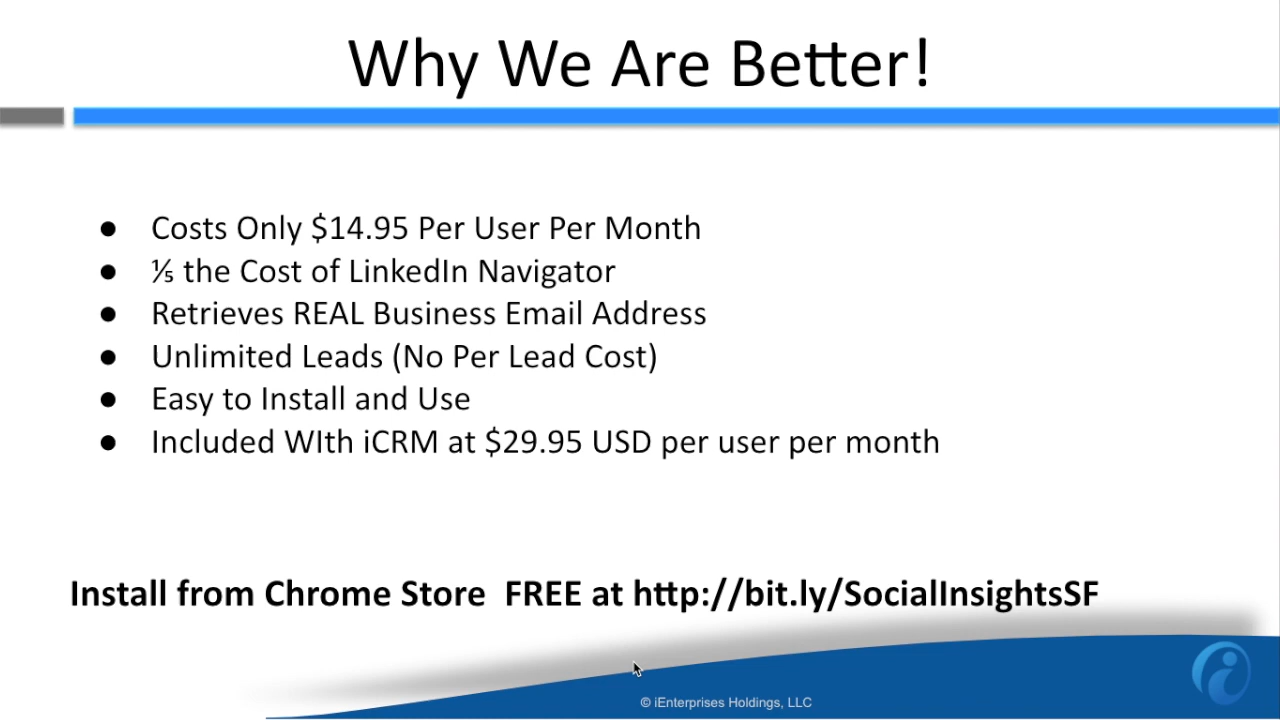 Why We Are Better!
● Costs Only $14.95 Per User Per Month
● ⅕ the Cost of LinkedIn Navigator
● Retrieves REAL Business Email Address
● Unlimited Leads (No Per Lead Cost)
● Easy to Install and Use
● Included WIth iCRM at $29.95 USD per user per month
Install from Chrome Store  FREE at http://bit.ly/SocialInsightsSF
© iEnterprises Holdings, LLC